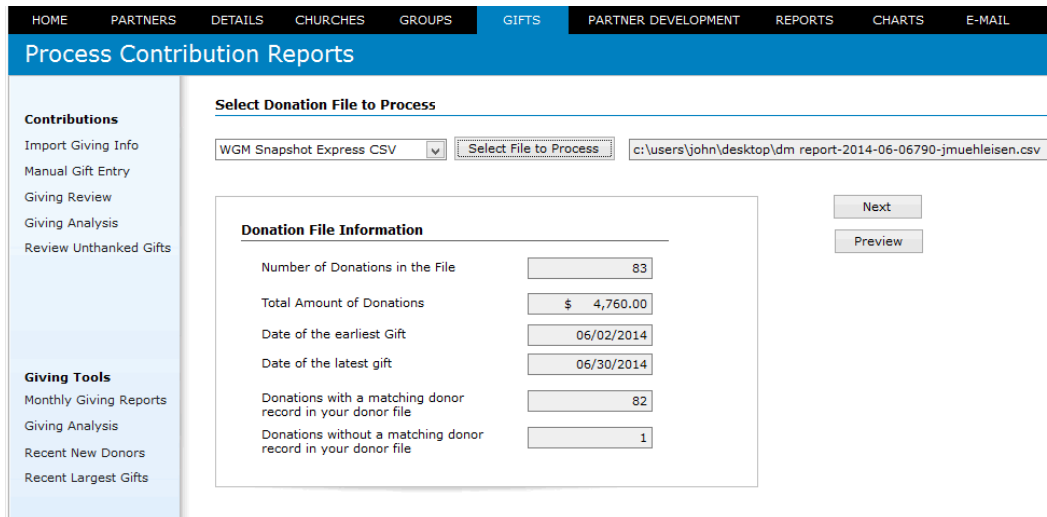 HOME PARTNERS DETAILS CHURCHES GROUPS GIFTS PARTNER DEVELOPMENT REPORTS CHARTS E-MAIL
Process Contribution Reports
Contributions
Import Giving Info
Manual Gift Entry
Giving Review
Giving Analysis
Review Unthanked Gifts
Giving Tools
Monthly Giving Reports
Giving Analysis
Recent New Donors
Recent Largest Gifts
Select Donation File to Process
WGM Snapshot Express CSV Select File to Process c:\users\john\desktop\dm report-2014-06-06790-jmuehleisen.csv
Donation File Information
Number of Donations in the File 83
Total Amount of Donations $ 4,760.00
Date of the earliest Gift 06/02/2014
Date of the latest gift 06/30/2014
Donations with a matching donor
record in your donor file 82
Donations without a matching donor
record in your donor file 1
Next
Preview